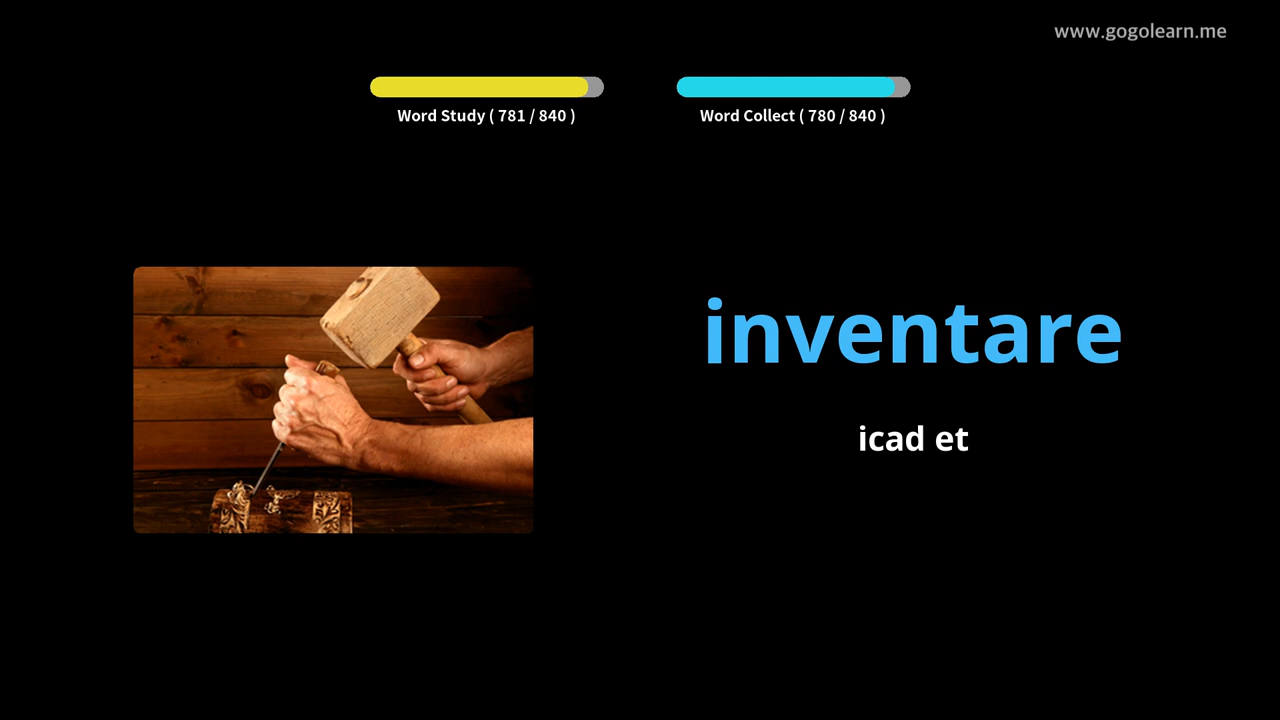 www.gogolearn.me
Word Study ( 781 / 840 )
Word Collect ( 780 / 840 )
inventare
icad et